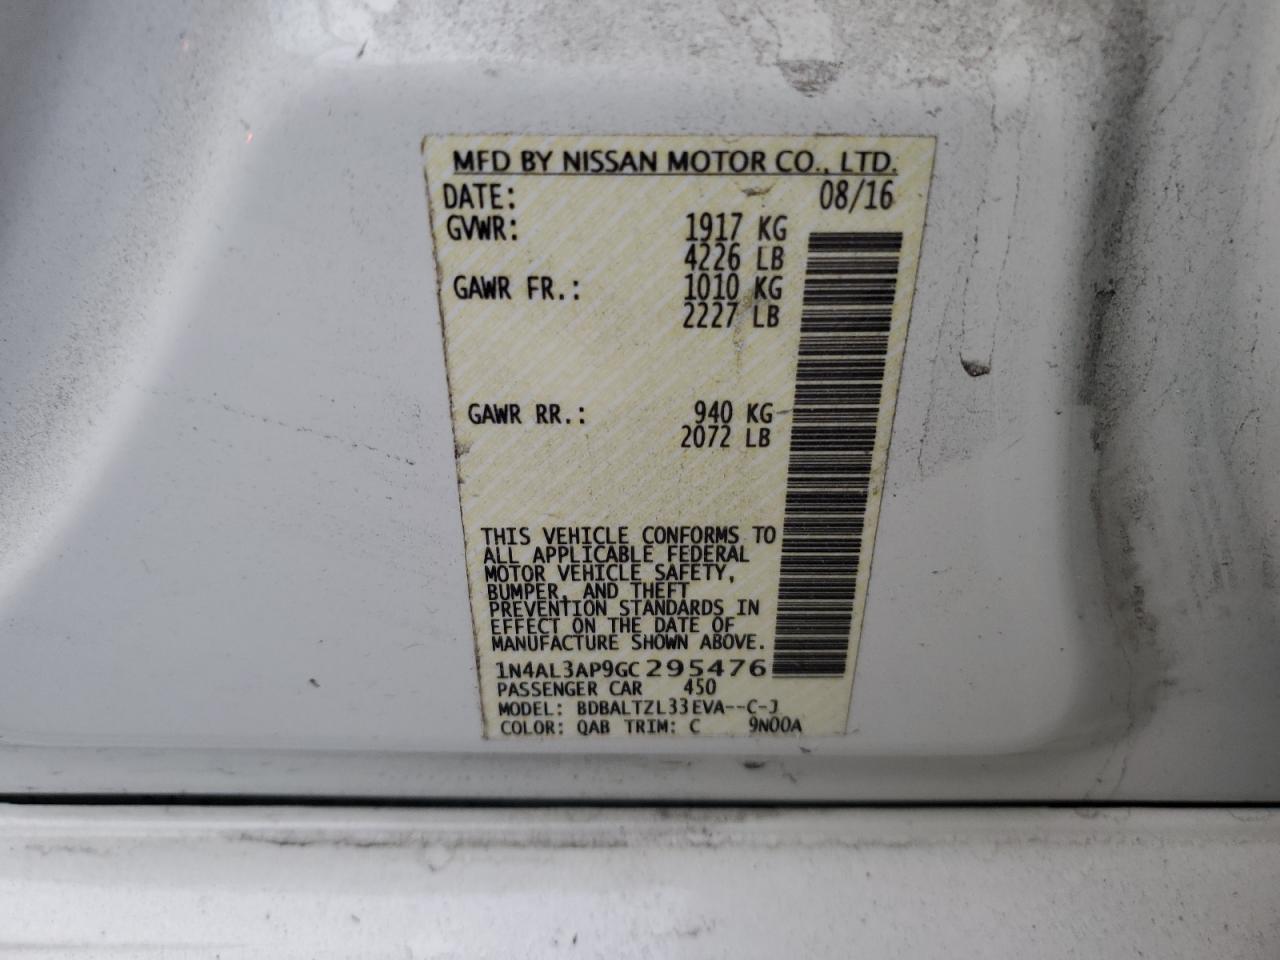 MFD BY NISSAN MOTOR CO., LTD.
DATE: 08/16
GVWR: 1917 KG
4226 LB
GAWR FR.: 1010 KG
2227 LB
GAWR RR.: 940 KG
2072 LB
THIS VEHICLE CONFORMS TO
ALL APPLICABLE FEDERAL
MOTOR VEHICLE SAFETY,
BUMPER, AND THEFT
PREVENTION STANDARDS IN
EFFECT ON THE DATE OF
MANUFACTURE SHOWN ABOVE.
1N4AL3AP9GC295476
PASSENGER CAR 450
MODEL: BDBALTZL33EVA--C-J
COLOR: QAB TRIM: C 9N00A